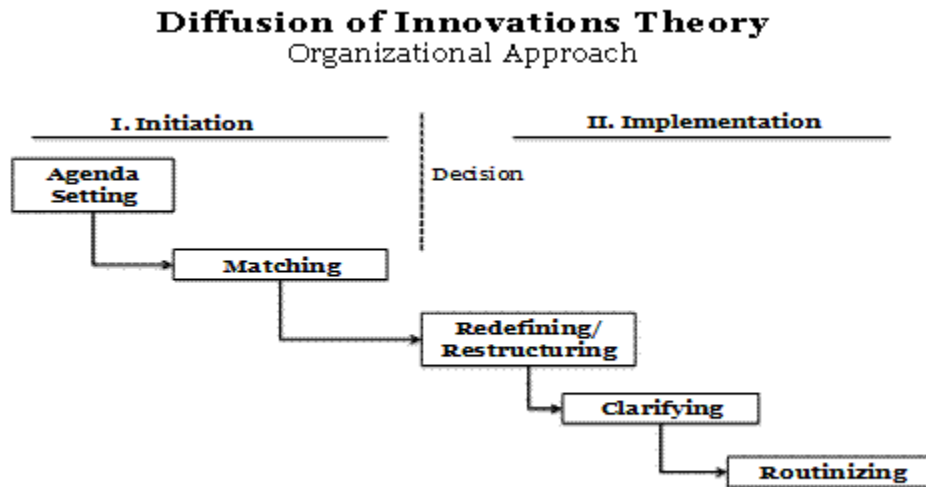 Diffusion of Innovations Theory
Organizational Approach
I. Initiation
II. Implementation
Decision
Agenda
Setting
Matching
Redefining/
Restructuring
Clarifying
Routinizing